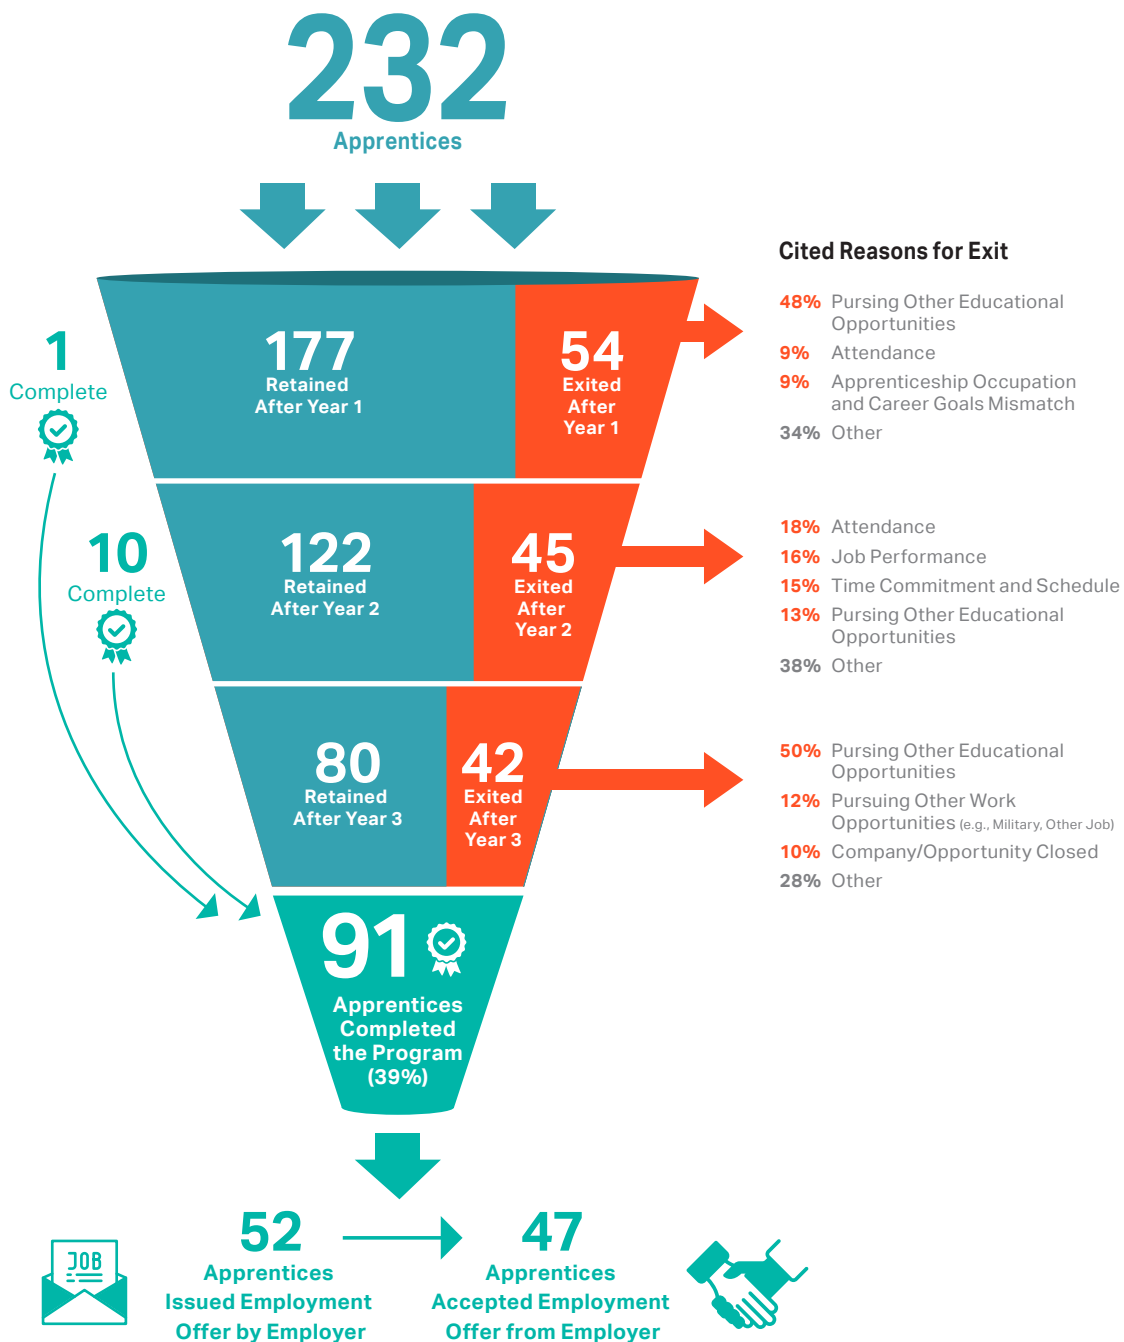 232
Apprentices
1
Complete
177
Retained
After Year 1
54
Exited
After
Year 1
Cited Reasons for Exit
48% Pursing Other Educational
Opportunities
9% Attendance
9% Apprenticeship Occupation
and Career Goals Mismatch
34% Other
10
Complete
122
Retained
After Year 2
45
Exited
After
Year 2
18% Attendance
16% Job Performance
15% Time Commitment and Schedule
13% Pursing Other Educational
Opportunities
38% Other
80
Retained
After Year 3
42
Exited
After
Year 3
50% Pursing Other Educational
Opportunities
12% Pursuing Other Work
Opportunities (e.g., Military, Other Job)
10% Company/Opportunity Closed
28% Other
91
Apprentices
Completed
the Program
(39%)
JOB
52
Apprentices
Issued Employment
Offer by Employer
47
Apprentices
Accepted Employment
Offer from Employer